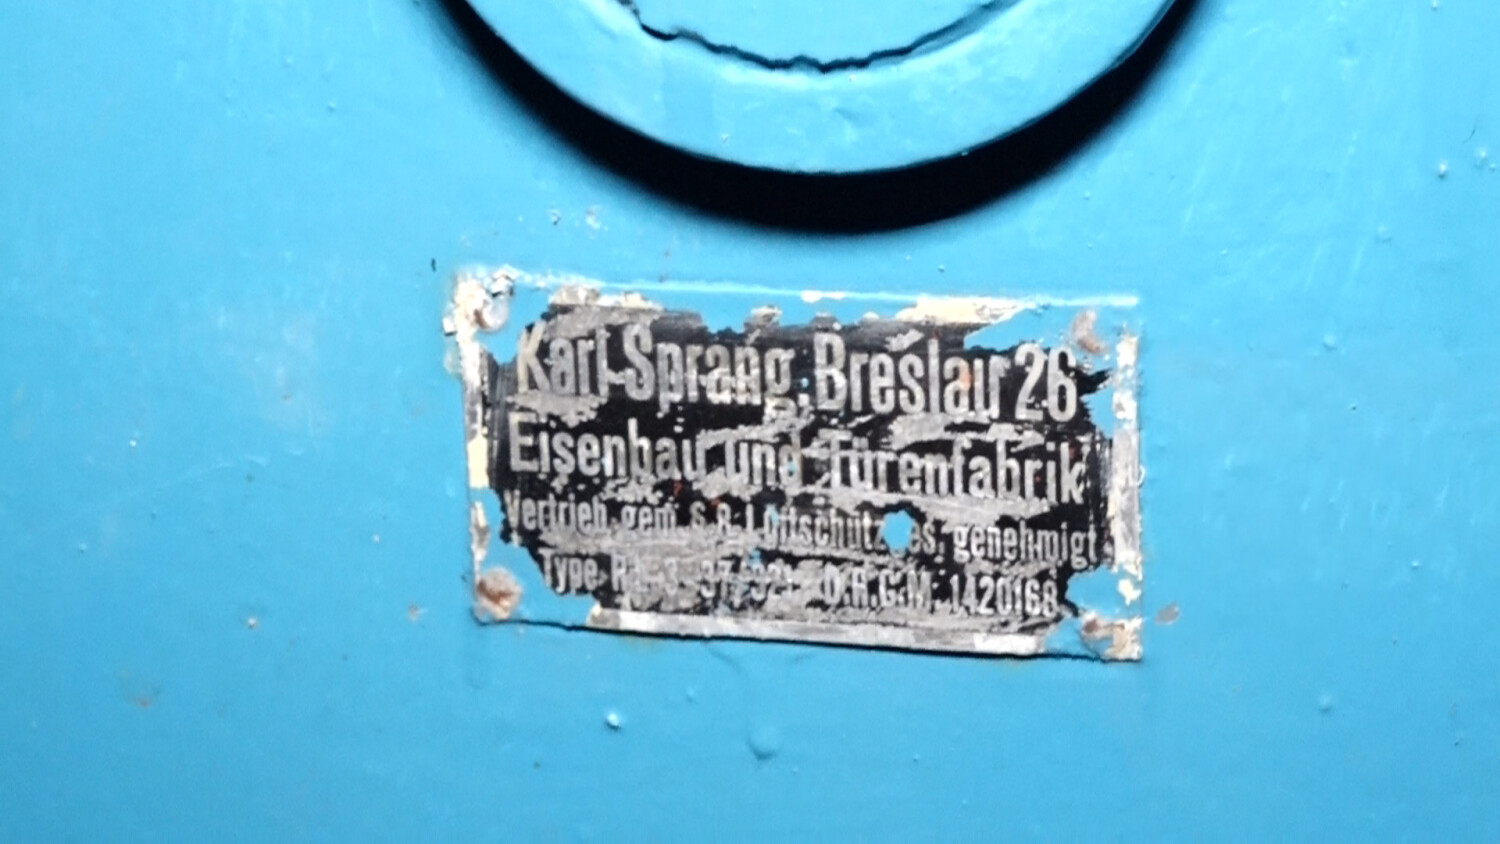 Karl Sprang, Breslau 26
Eisenbau und Türenfabrik
Vertrieb gem. § 8 Luftschutzges. genehmigt
Type D.R.G.M. 1420168